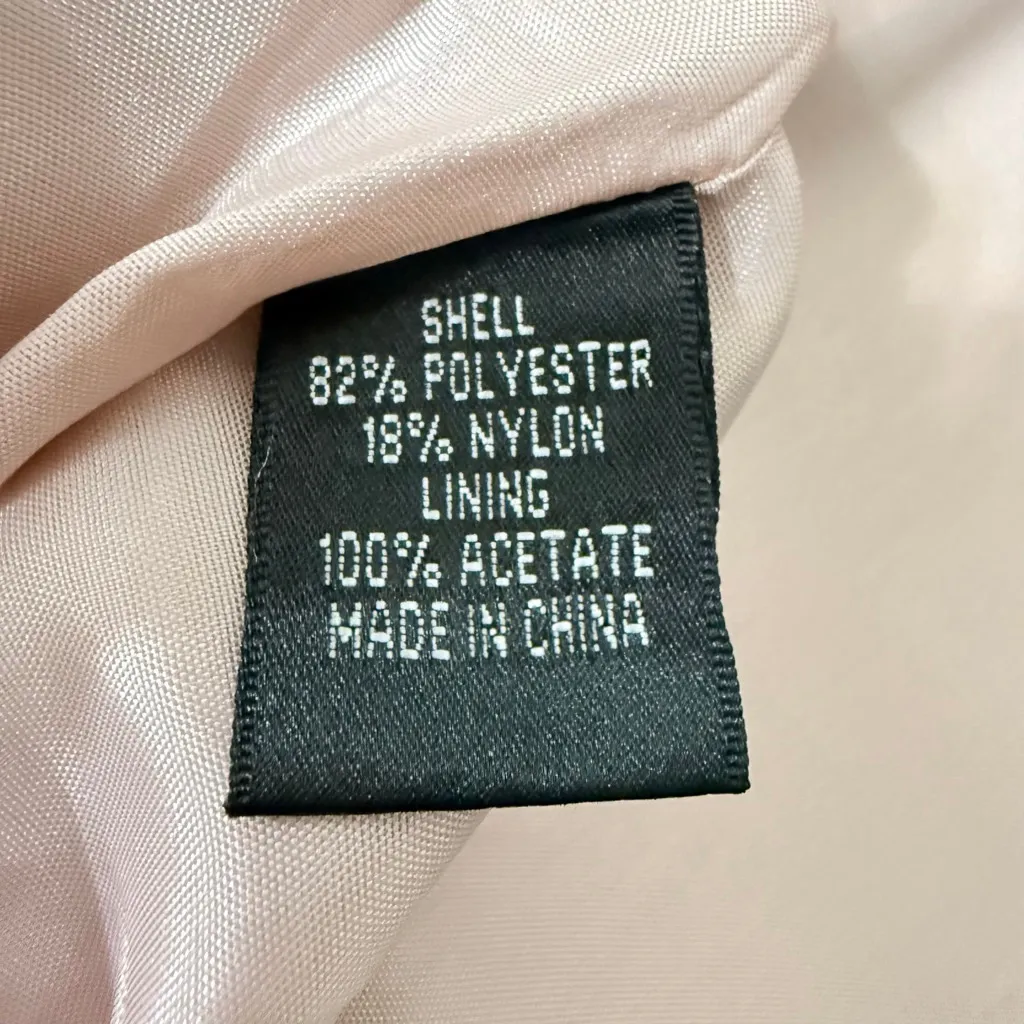 SHELL
82% POLYESTER
18% NYLON
LINING
100% ACETATE
MADE IN CHINA